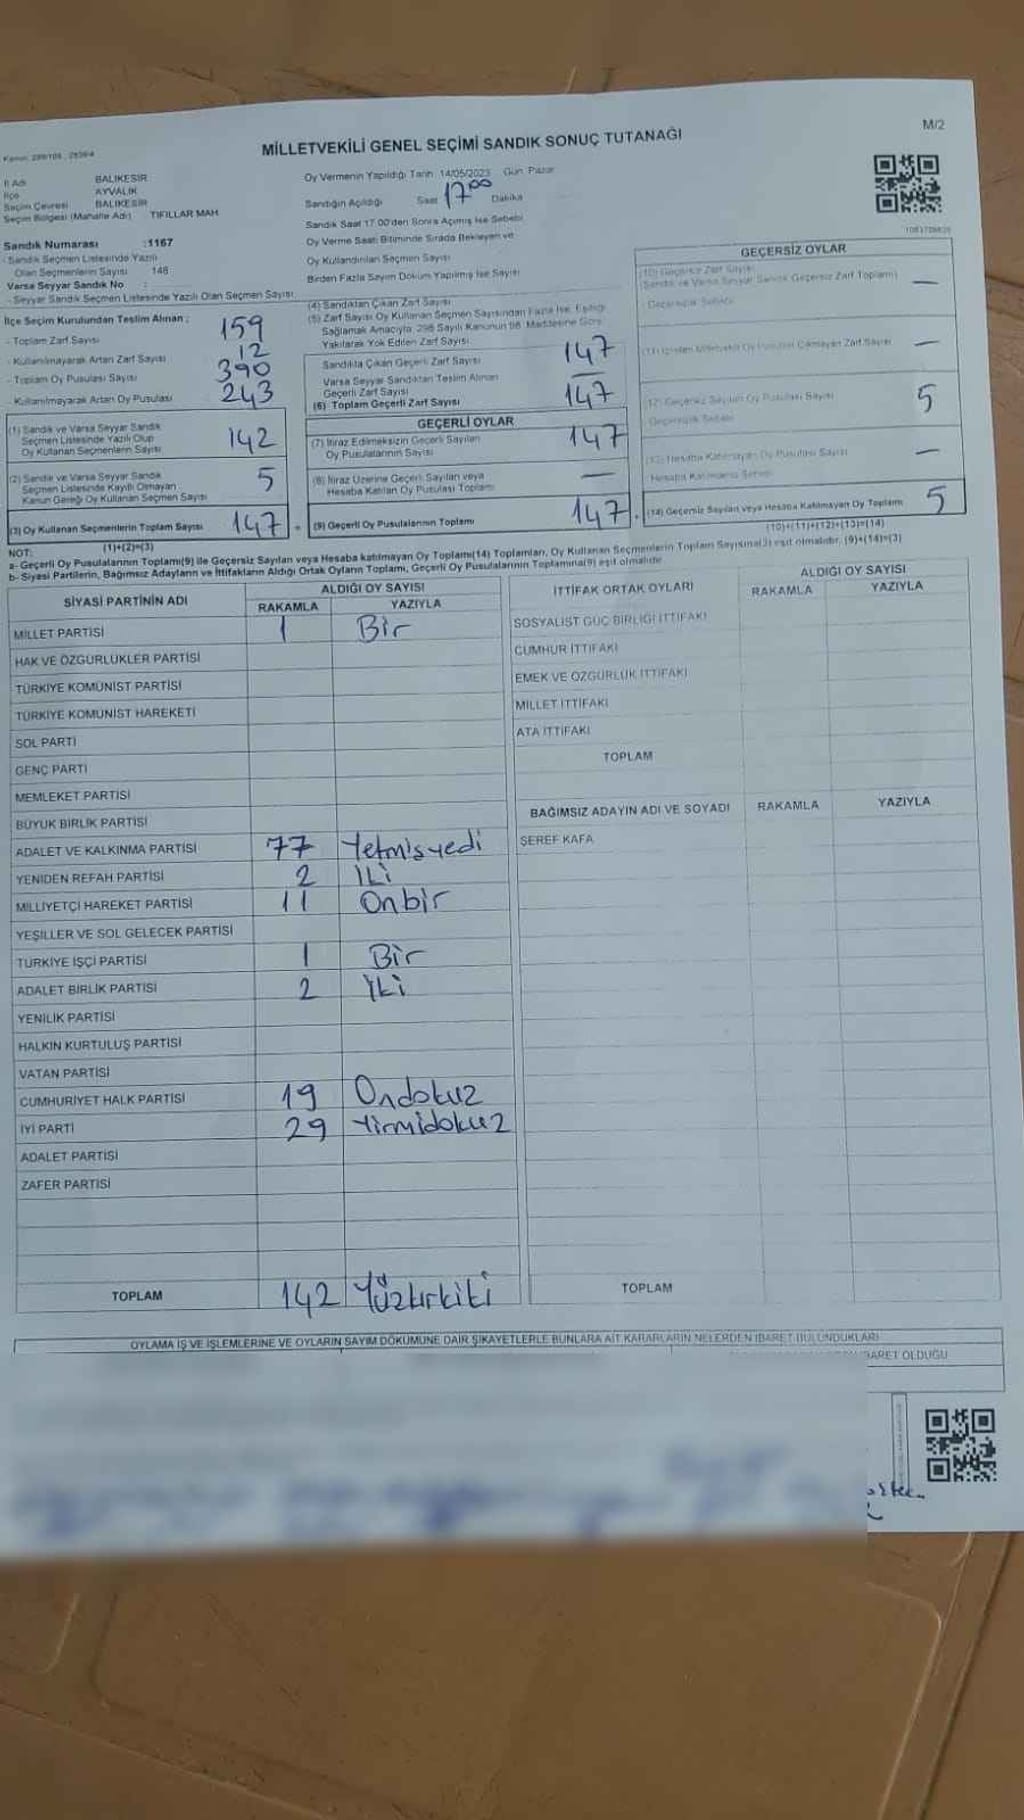 M/2
MİLLETVEKİLİ GENEL SEÇİMİ SANDIK SONUÇ TUTANAĞI
İl Adı BALIKESİR
İlçe AYVALIK
Seçim Çevresi BALIKESİR
Seçim Bölgesi (Mahalle Adı) TIFILLAR MAH
Sandık Numarası :1167
Sandık Seçmen Listesinde Yazılı
Olan Seçmenlerin Sayısı 148
Varsa Seyyar Sandık No :
- Seyyar Sandık Seçmen Listesinde Yazılı Olan Seçmen Sayısı
İlçe Seçim Kurulundan Teslim Alınan ;
- Toplam Zarf Sayısı 159
- Kullanılmayarak Artan Zarf Sayısı 12
- Toplam Oy Pusulası Sayısı 390
- Kullanılmayarak Artan Oy Pusulası 243
(1) Sandık ve Varsa Seyyar Sandık
Seçmen Listesinde Yazılı Olup
Oy Kullanan Seçmenlerin Sayısı 142
(2) Sandık ve Varsa Seyyar Sandık
Seçmen Listesinde Kayıtlı Olmayan
Kanun Gereği Oy Kullanan Seçmen Sayısı 5
(3) Oy Kullanan Seçmenlerin Toplam Sayısı 147
(1)+(2)=(3)
Oy Vermenin Yapıldığı Tarih 14/05/2023 Gün Pazar
Sandığın Açıldığı Saat 17.00 Dakika
Sandık Saat 17.00'den Sonra Açılmış İse Sebebi
Oy Verme Saati Bitiminde Sırada Bekleyen ve
Oy Kullandırılan Seçmen Sayısı
Birden Fazla Sayım Döküm Yapılmış İse Sayısı
(4) Sandıktan Çıkan Zarf Sayısı
(5) Zarf Sayısı Oy Kullanan Seçmen Sayısından Fazla İse, Eşitliği
Sağlamak Amacıyla, 298 Sayılı Kanunun 98. Maddesine Göre
Yakılarak Yok Edilen Zarf Sayısı
Sandıkta Çıkan Geçerli Zarf Sayısı 147
Varsa Seyyar Sandıktan Teslim Alınan
Geçerli Zarf Sayısı —
(6) Toplam Geçerli Zarf Sayısı 147
GEÇERLİ OYLAR
(7) İtiraz Edilmeksizin Geçerli Sayılan
Oy Pusulalarının Sayısı 147
(8) İtiraz Üzerine Geçerli Sayılan veya
Hesaba Katılan Oy Pusulası Toplamı —
(9) Geçerli Oy Pusulalarının Toplamı 147
GEÇERSİZ OYLAR
(10) Geçersiz Zarf Sayısı
(Sandık ve Varsa Seyyar Sandık Geçersiz Zarf Toplamı) —
Geçersizlik Sebebi
—
(12) Geçersiz Sayılan Oy Pusulası Sayısı 5
Geçersizlik Sebebi
(13) Hesaba Katılmayan Oy Pusulası Sayısı —
Hesaba Katılmama Sebebi
(14) Geçersiz Sayılan veya Hesaba Katılmayan Oy Toplamı 5
(10)+(11)+(12)+(13)=(14)
NOT:
a- Geçerli Oy Pusulalarının Toplamı(9) ile Geçersiz Sayılan veya Hesaba katılmayan Oy Toplamı(14) Toplamları, Oy Kullanan Seçmenlerin Toplam Sayısına(3) eşit olmalıdır. (9)+(14)=(3)
b- Siyasi Partilerin, Bağımsız Adayların ve İttifakların Aldığı Ortak Oyların Toplamı, Geçerli Oy Pusulalarının Toplamına(9) eşit olmalıdır.
SİYASİ PARTİNİN ADI ALDIĞI OY SAYISI
RAKAMLA YAZIYLA
MİLLET PARTİSİ 1 Bir
HAK VE ÖZGÜRLÜKLER PARTİSİ
TÜRKİYE KOMÜNİST PARTİSİ
TÜRKİYE KOMÜNİST HAREKETİ
SOL PARTİ
GENÇ PARTİ
MEMLEKET PARTİSİ
BÜYÜK BİRLİK PARTİSİ
ADALET VE KALKINMA PARTİSİ 77 Yetmişyedi
YENİDEN REFAH PARTİSİ 2 İki
MİLLİYETÇİ HAREKET PARTİSİ 11 Onbir
YEŞİLLER VE SOL GELECEK PARTİSİ
TÜRKİYE İŞÇİ PARTİSİ 1 Bir
ADALET BİRLİK PARTİSİ 2 İki
YENİLİK PARTİSİ
HALKIN KURTULUŞ PARTİSİ
VATAN PARTİSİ
CUMHURİYET HALK PARTİSİ 19 Ondokuz
İYİ PARTİ 29 Yirmidokuz
ADALET PARTİSİ
ZAFER PARTİSİ
TOPLAM 142 Yüzkırkiki
İTTİFAK ORTAK OYLARI ALDIĞI OY SAYISI
RAKAMLA YAZIYLA
SOSYALİST GÜÇ BİRLİĞİ İTTİFAKI
CUMHUR İTTİFAKI
EMEK VE ÖZGÜRLÜK İTTİFAKI
MİLLET İTTİFAKI
ATA İTTİFAKI
TOPLAM
BAĞIMSIZ ADAYIN ADI VE SOYADI RAKAMLA YAZIYLA
ŞEREF KAFA
TOPLAM
OYLAMA İŞ VE İŞLEMLERİNE VE OYLARIN SAYIM DÖKÜMÜNE DAİR ŞİKAYETLERLE BUNLARA AİT KARARLARIN NELERDEN İBARET BULUNDUKLARI
BARET OLDUĞU